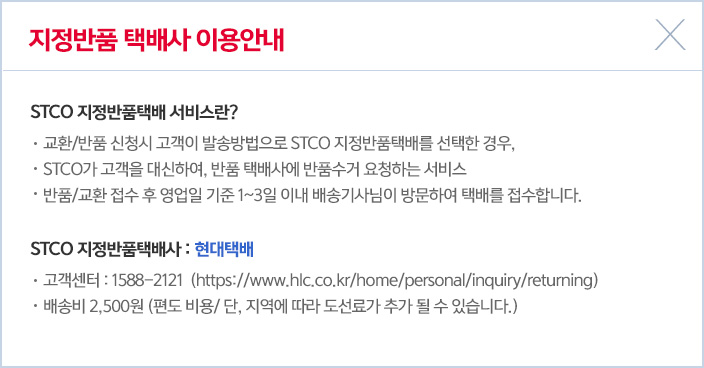 지정반품 택배사 이용안내
STCO 지정반품택배 서비스란?
· 교환/반품 신청시 고객이 발송방법으로 STCO 지정반품택배를 선택한 경우,
· STCO가 고객을 대신하여, 반품 택배사에 반품수거 요청하는 서비스
· 반품/교환 접수 후 영업일 기준 1~3일 이내 배송기사님이 방문하여 택배를 접수합니다.
STCO 지정반품택배사 : 현대택배
· 고객센터 : 1588-2121 (https://www.hlc.co.kr/home/personal/inquiry/returning)
· 배송비 2,500원 (편도 비용/ 단, 지역에 따라 도선료가 추가 될 수 있습니다.)